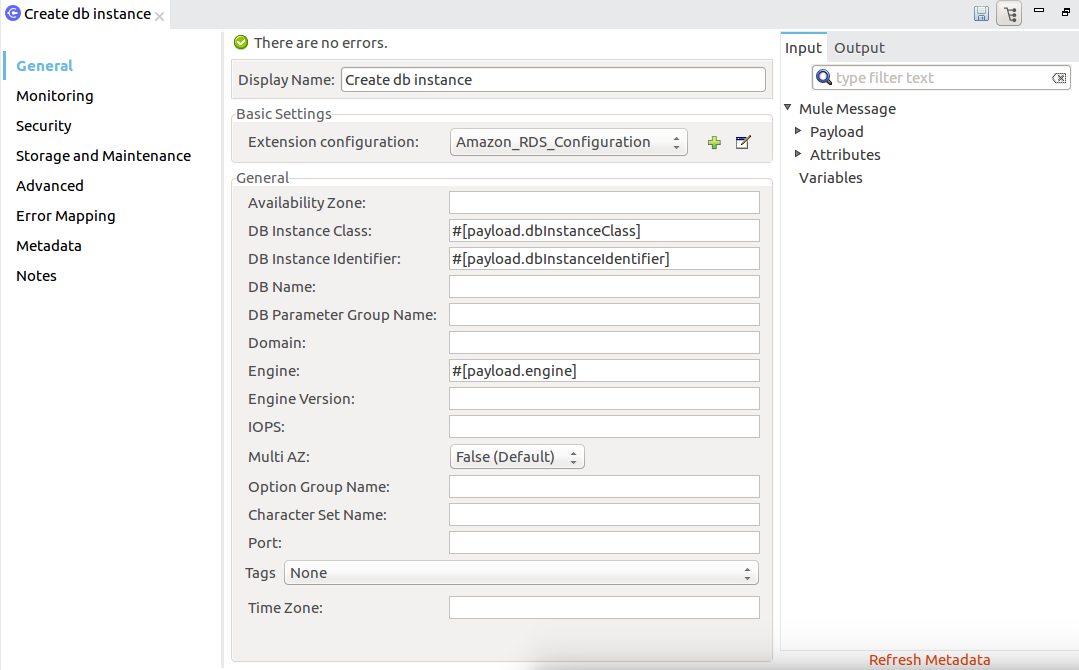 Create db instance
General
Monitoring
Security
Storage and Maintenance
Advanced
Error Mapping
Metadata
Notes
There are no errors.
Display Name: Create db instance
Basic Settings
Extension configuration: Amazon_RDS_Configuration
General
Availability Zone:
DB Instance Class: #[payload.dbInstanceClass]
DB Instance Identifier: #[payload.dbInstanceIdentifier]
DB Name:
DB Parameter Group Name:
Domain:
Engine: #[payload.engine]
Engine Version:
IOPS:
Multi AZ: False (Default)
Option Group Name:
Character Set Name:
Port:
Tags None
Time Zone:
Input Output
type filter text
Mule Message
Payload
Attributes
Variables
Refresh Metadata